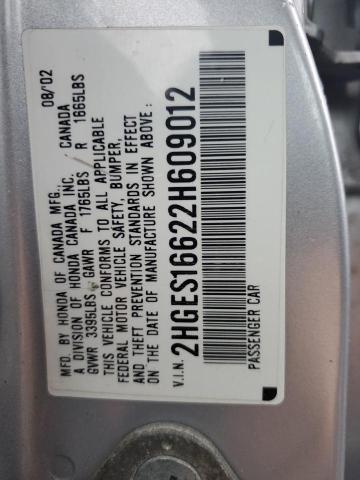 MFD. BY HONDA OF CANADA MFG.,
A DIVISION OF HONDA CANADA INC., CANADA 08/02
GVWR 3395LBS GAWR F 1765LBS R 1665LBS
THIS VEHICLE CONFORMS TO ALL APPLICABLE
FEDERAL MOTOR VEHICLE SAFETY, BUMPER,
AND THEFT PREVENTION STANDARDS IN EFFECT
ON THE DATE OF MANUFACTURE SHOWN ABOVE:
V.I.N. 2HGES16622H609012
PASSENGER CAR